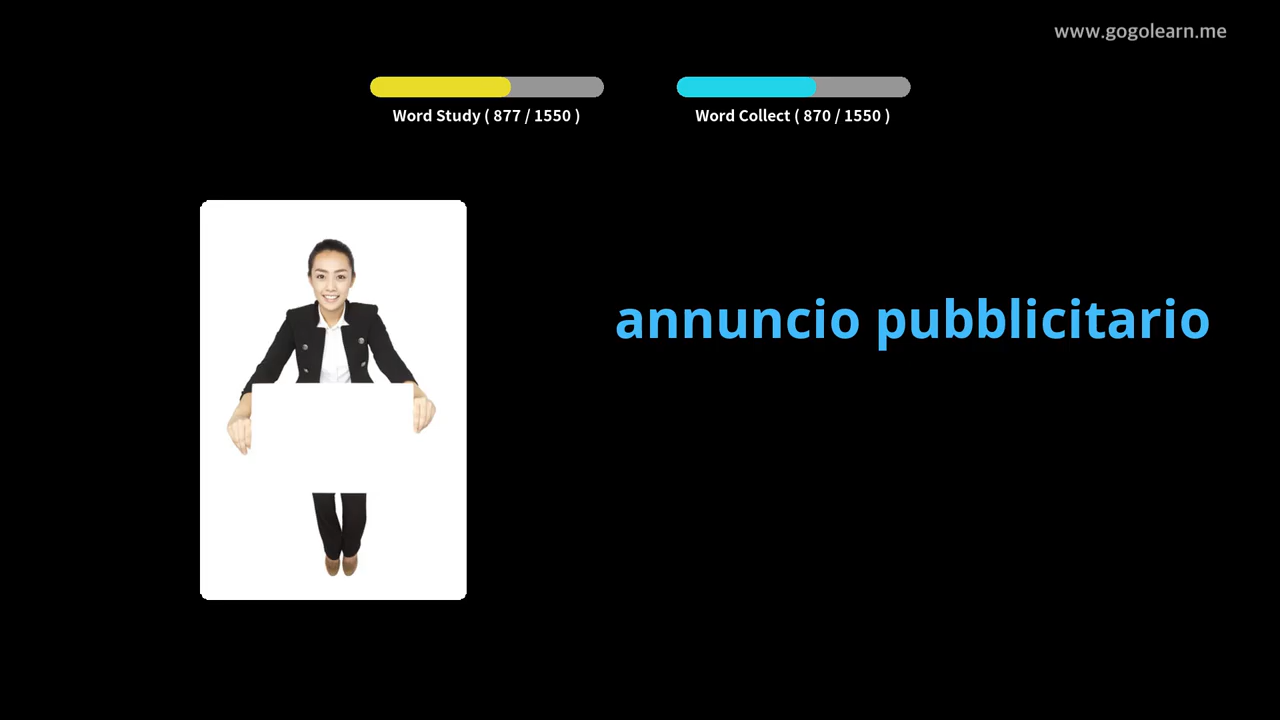 www.gogolearn.me
Word Study ( 877 / 1550 )
Word Collect ( 870 / 1550 )
annuncio pubblicitario